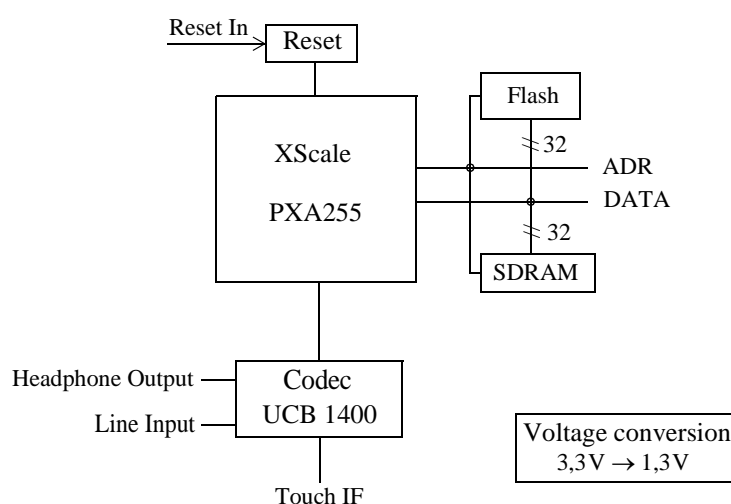 Reset In
Reset
Flash
XScale
PXA255
32
ADR
DATA
32
SDRAM
Headphone Output
Line Input
Codec
UCB 1400
Touch IF
Voltage conversion
3,3V → 1,3V